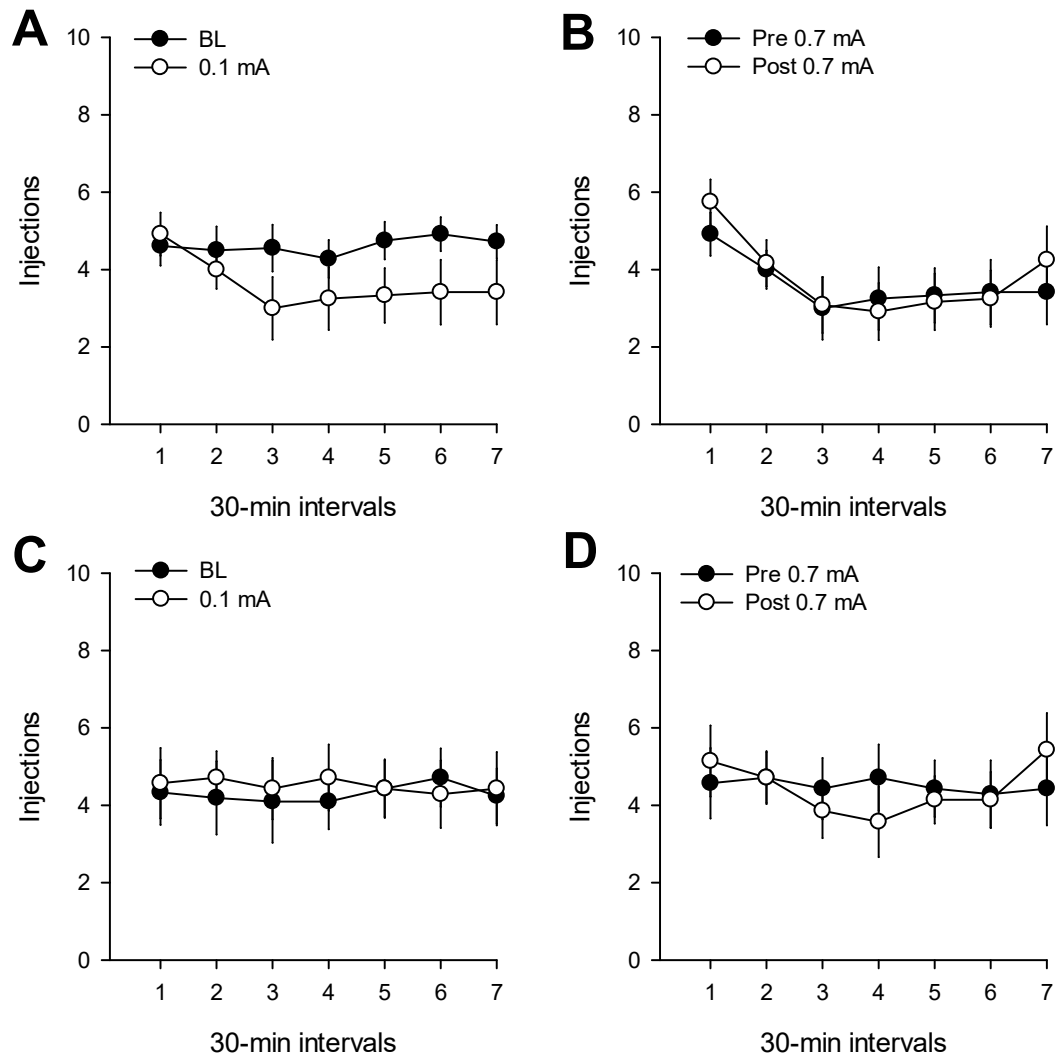 A
BL
0.1 mA
10
8
6
4
2
0
Injections
1 2 3 4 5 6 7
30-min intervals
B
Pre 0.7 mA
Post 0.7 mA
10
8
6
4
2
0
Injections
1 2 3 4 5 6 7
30-min intervals
C
BL
0.1 mA
10
8
6
4
2
0
Injections
1 2 3 4 5 6 7
30-min intervals
D
Pre 0.7 mA
Post 0.7 mA
10
8
6
4
2
0
Injections
1 2 3 4 5 6 7
30-min intervals